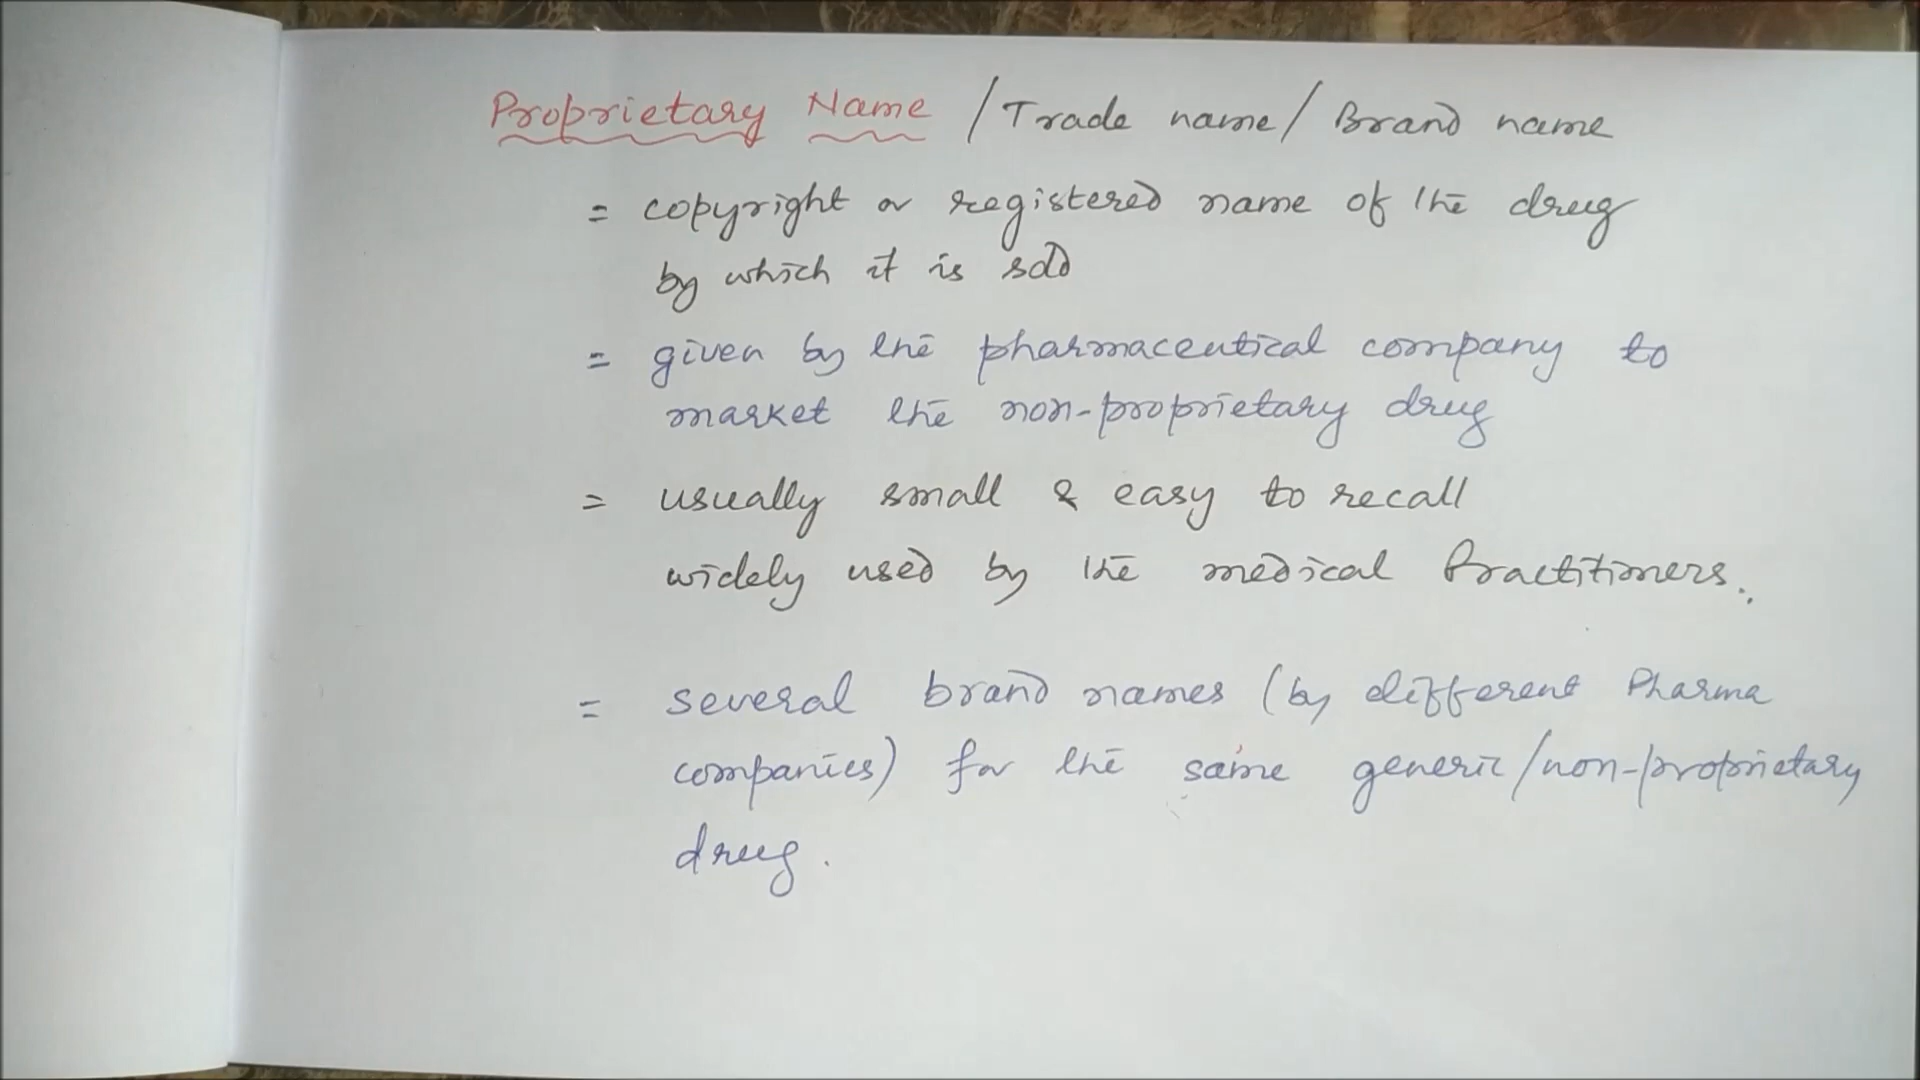 Proprietary Name / Trade name / Brand name
= copyright or registered name of the drug
by which it is sold
= given by the pharmaceutical company to
market the non-proprietary drug
= usually small & easy to recall
widely used by the medical Practitioners.
= several brand names (by different Pharma
companies) for the same generic/non-proprietary
drug.